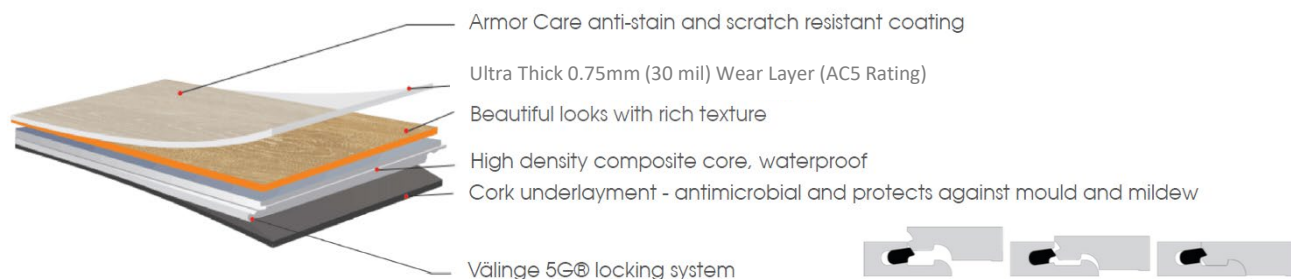 Armor Care anti-stain and scratch resistant coating
Ultra Thick 0.75mm (30 mil) Wear Layer (AC5 Rating)
Beautiful looks with rich texture
High density composite core, waterproof
Cork underlayment - antimicrobial and protects against mould and mildew
Välinge 5G® locking system